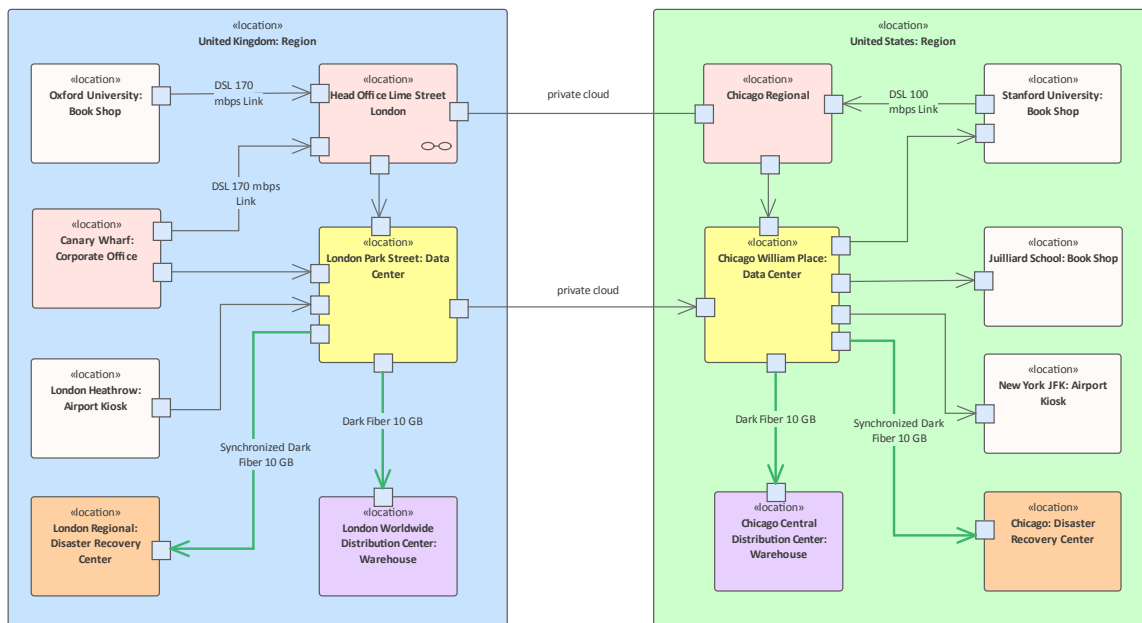 «location»
United Kingdom: Region
«location»
Oxford University:
Book Shop
DSL 170
mbps Link
«location»
Head Office Lime Street
London
DSL 170 mbps
Link
«location»
Canary Wharf:
Corporate Office
«location»
London Park Street: Data
Center
«location»
London Heathrow:
Airport Kiosk
Synchronized Dark
Fiber 10 GB
Dark Fiber 10 GB
«location»
London Regional:
Disaster Recovery
Center
«location»
London Worldwide
Distribution Center:
Warehouse
private cloud
private cloud
«location»
United States: Region
«location»
Chicago Regional
DSL 100
mbps Link
«location»
Stanford University:
Book Shop
«location»
Chicago William Place:
Data Center
«location»
Juilliard School: Book Shop
«location»
New York JFK: Airport
Kiosk
Dark Fiber 10 GB
Synchronized Dark
Fiber 10 GB
«location»
Chicago Central
Distribution Center:
Warehouse
«location»
Chicago: Disaster
Recovery Center